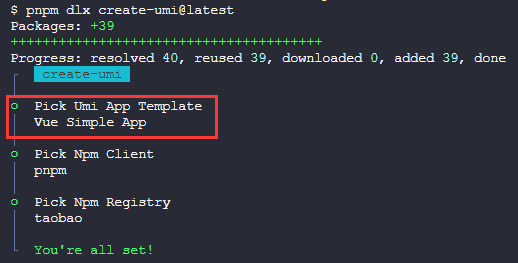 $ pnpm dlx create-umi@latest
Packages: +39
+++++++++++++++++++++++++++++++++++++++
Progress: resolved 40, reused 39, downloaded 0, added 39, done
create-umi
Pick Umi App Template
Vue Simple App
Pick Npm Client
pnpm
Pick Npm Registry
taobao
You're all set!